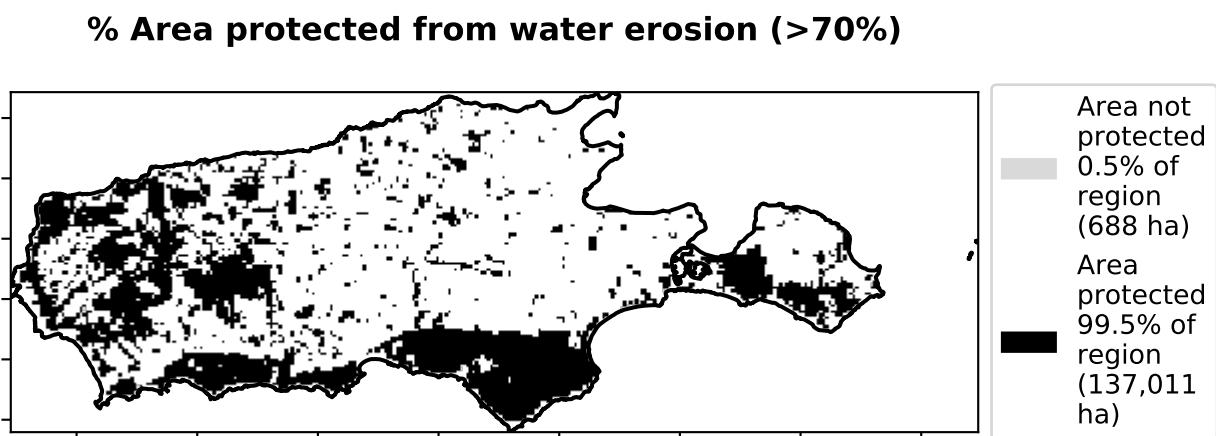 % Area protected from water erosion (>70%)
Area not
protected
0.5% of
region
(688 ha)
Area
protected
99.5% of
region
(137,011
ha)